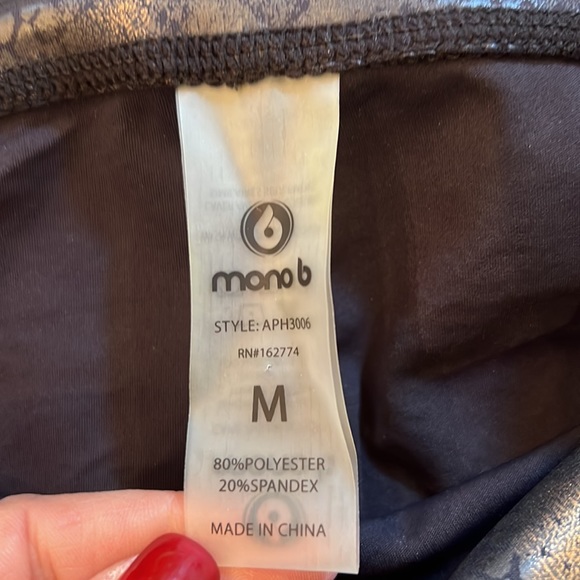 mono b
STYLE: APH3006
RN#162774
M
80%POLYESTER
20%SPANDEX
MADE IN CHINA